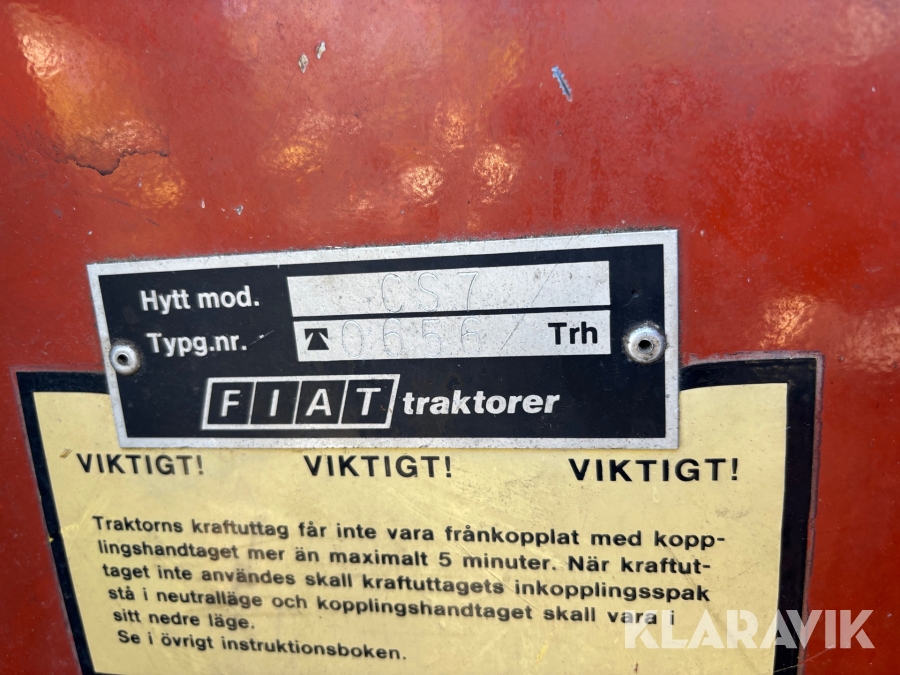 Hytt mod. CS7
Typg.nr. 0656 Trh
FIAT traktorer
VIKTIGT! VIKTIGT! VIKTIGT!
Traktorns kraftuttag får inte vara frånkopplat med kopp-
lingshandtaget mer än maximalt 5 minuter. När kraftut-
taget inte användes skall kraftuttagets inkopplingsspak
stå i neutralläge och kopplingshandtaget skall vara i
sitt nedre läge.
Se i övrigt instruktionsboken.
KLARAVIK